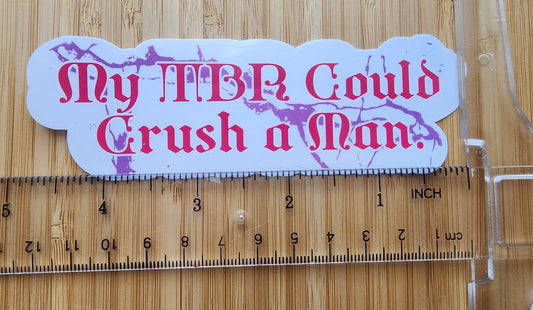 My TBR Could
Crush a Man.
5 4 3 2 1 INCH
12 11 10 9 8 7 6 5 4 3 2 1 cm